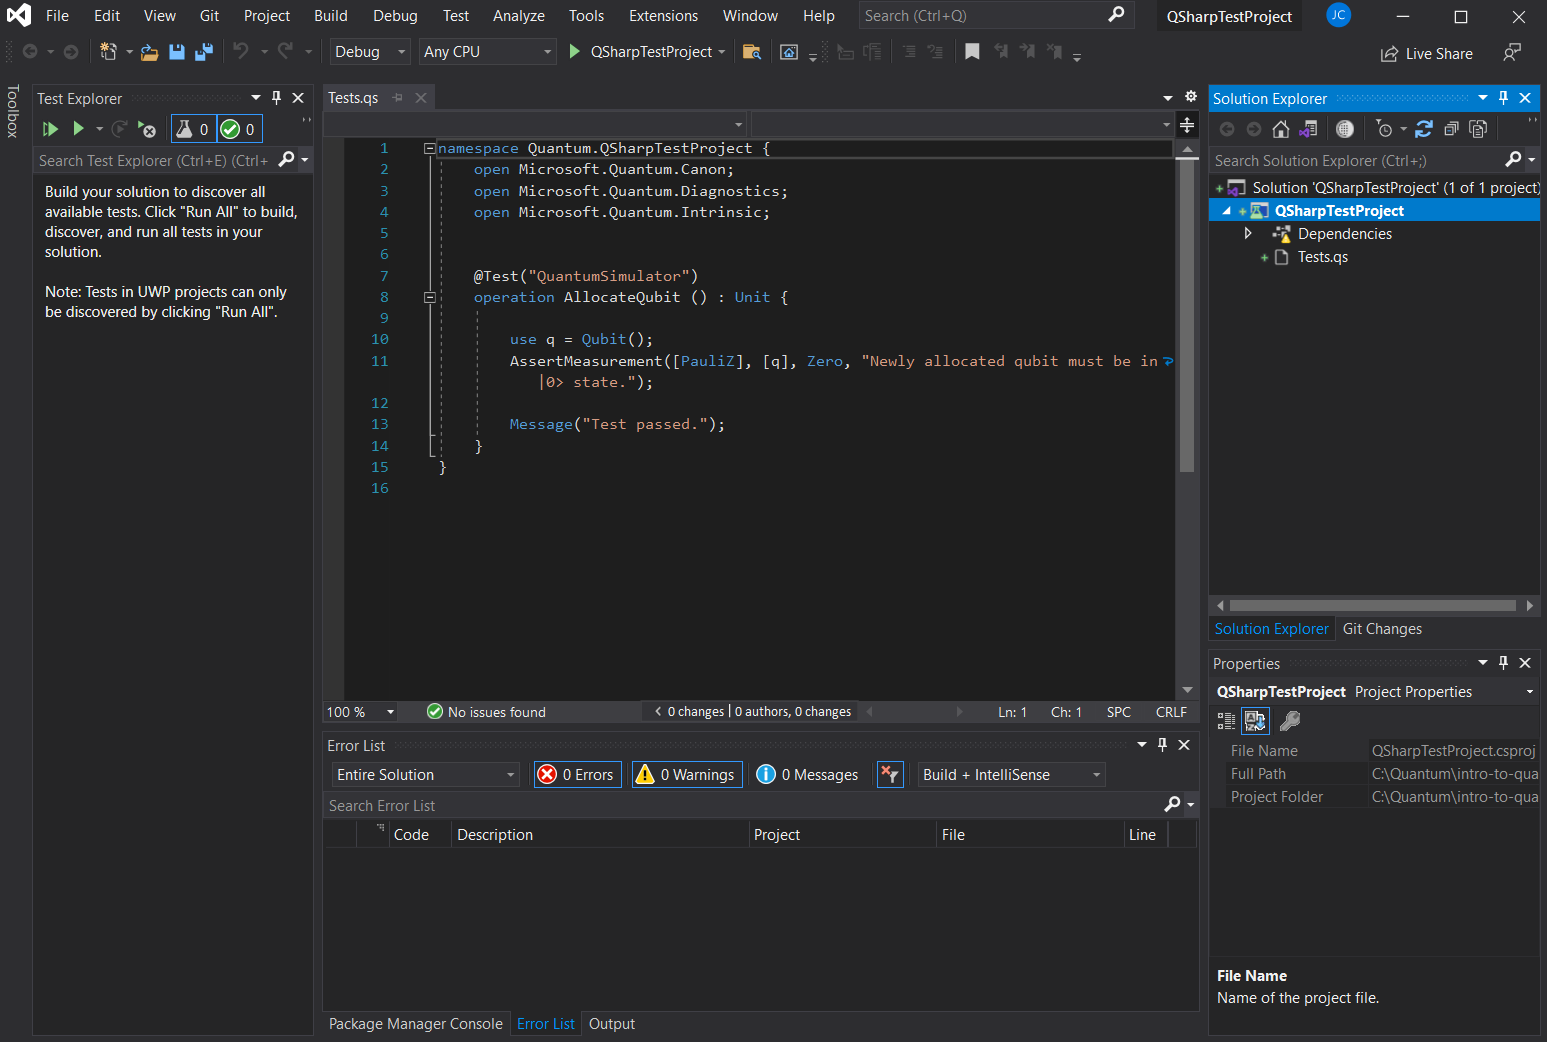 File Edit View Git Project Build Debug Test Analyze Tools Extensions Window Help Search (Ctrl+Q) QSharpTestProject JC
Debug Any CPU QSharpTestProject Live Share
Toolbox
Test Explorer
0 0
Search Test Explorer (Ctrl+E) (Ctrl+
Build your solution to discover all
available tests. Click "Run All" to build,
discover, and run all tests in your
solution.
Note: Tests in UWP projects can only
be discovered by clicking "Run All".
Tests.qs
1 namespace Quantum.QSharpTestProject {
2 open Microsoft.Quantum.Canon;
3 open Microsoft.Quantum.Diagnostics;
4 open Microsoft.Quantum.Intrinsic;
5
6
7 @Test("QuantumSimulator")
8 operation AllocateQubit () : Unit {
9
10 use q = Qubit();
11 AssertMeasurement([PauliZ], [q], Zero, "Newly allocated qubit must be in
|0> state.");
12
13 Message("Test passed.");
14 }
15 }
16
100 % No issues found 0 changes | 0 authors, 0 changes Ln: 1 Ch: 1 SPC CRLF
Error List
Entire Solution 0 Errors 0 Warnings 0 Messages Build + IntelliSense
Search Error List
Code Description Project File Line
Package Manager Console Error List Output
Solution Explorer
Search Solution Explorer (Ctrl+;)
Solution 'QSharpTestProject' (1 of 1 project)
QSharpTestProject
Dependencies
Tests.qs
Solution Explorer Git Changes
Properties
QSharpTestProject Project Properties
File Name QSharpTestProject.csproj
Full Path C:\Quantum\intro-to-qua
Project Folder C:\Quantum\intro-to-qua
File Name
Name of the project file.